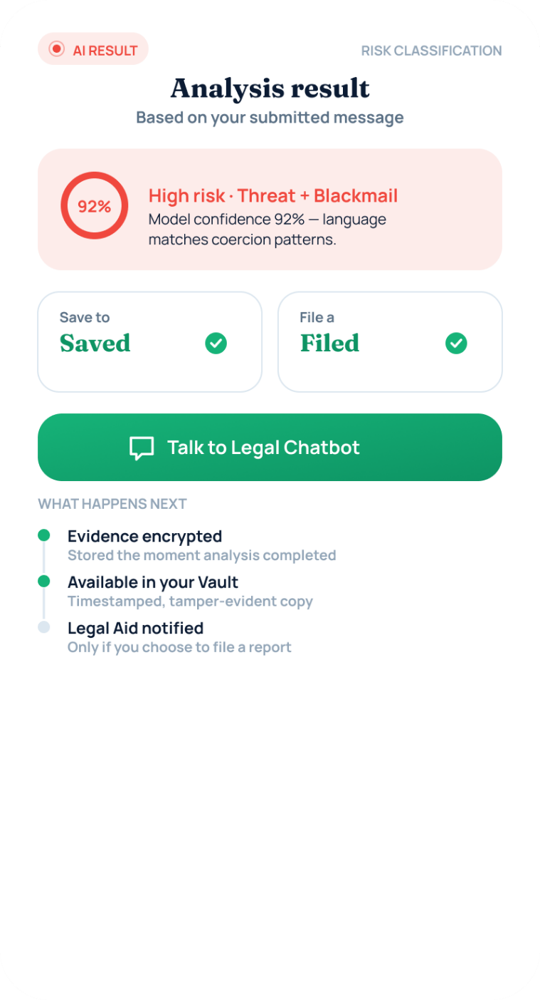 AI RESULT
RISK CLASSIFICATION
Analysis result
Based on your submitted message
92%
High risk · Threat + Blackmail
Model confidence 92% — language
matches coercion patterns.
Save to
Saved
File a
Filed
Talk to Legal Chatbot
WHAT HAPPENS NEXT
Evidence encrypted
Stored the moment analysis completed
Available in your Vault
Timestamped, tamper-evident copy
Legal Aid notified
Only if you choose to file a report